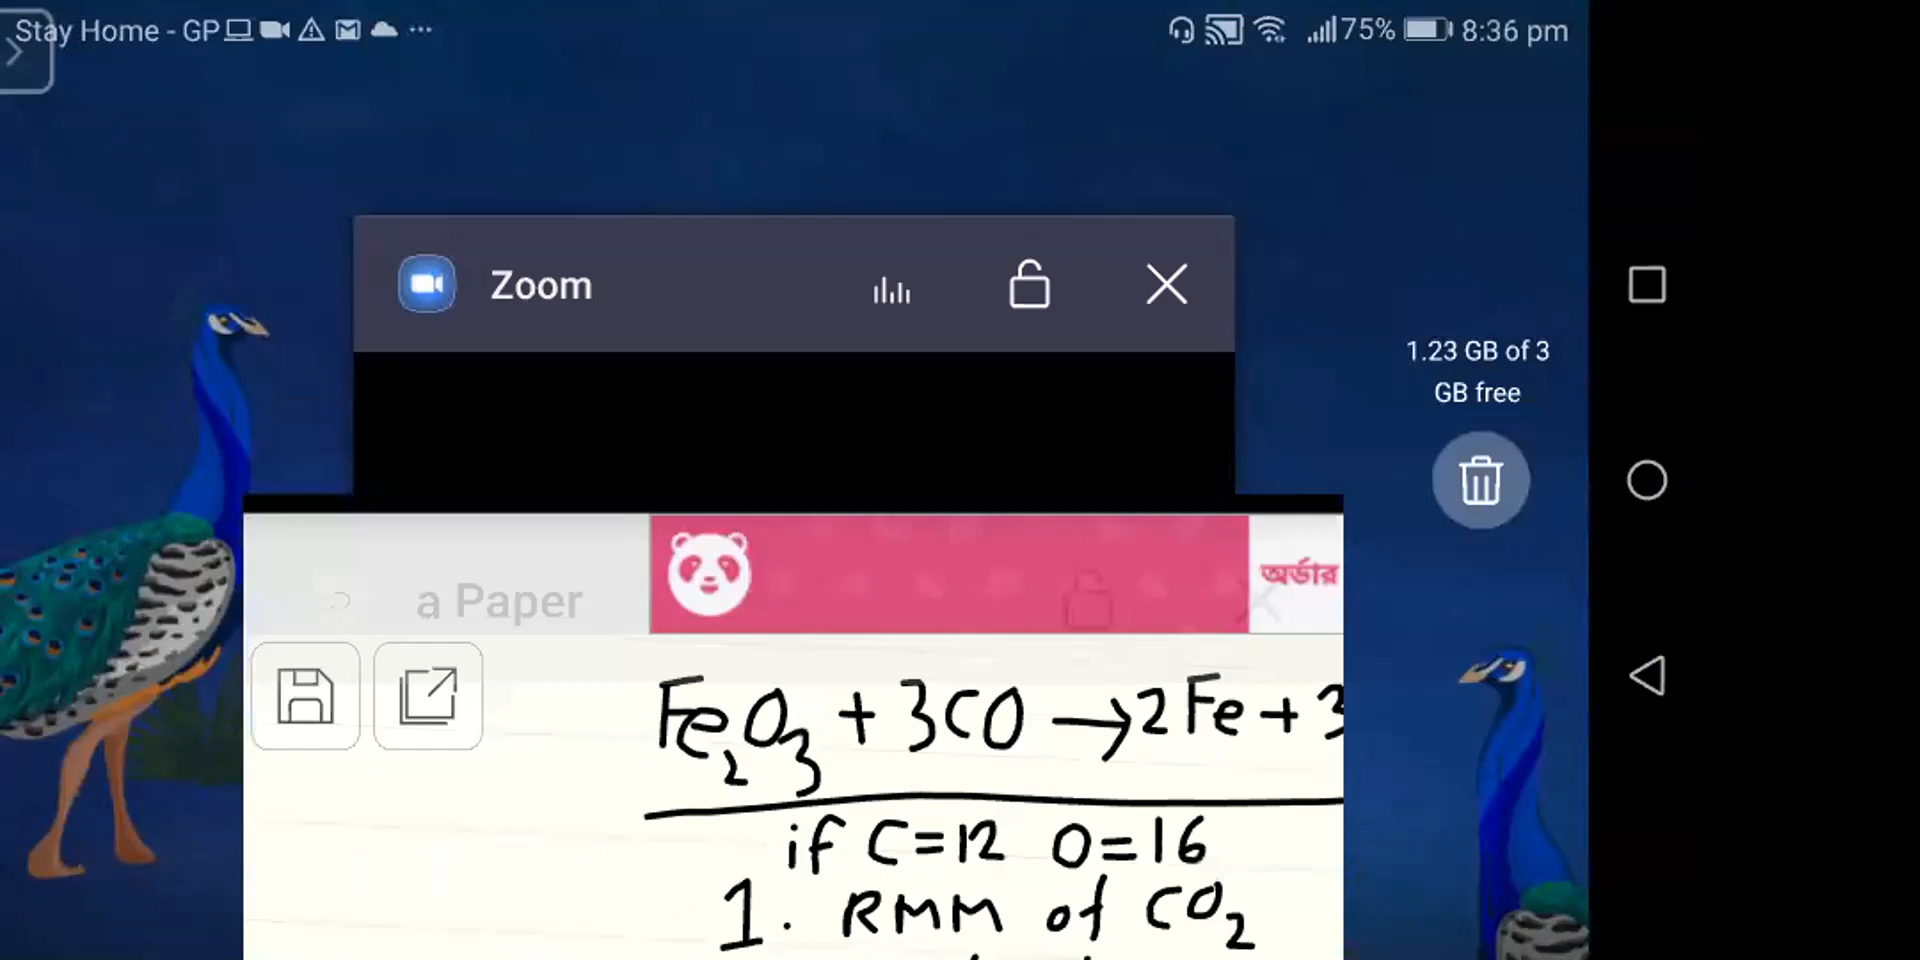 Stay Home - GP
75% 8:36 pm
Zoom
1.23 GB of 3
GB free
a Paper
অর্ডার
Fe₂O₃ + 3CO → 2Fe + 3
if C=12 O=16
1. RMM of CO₂